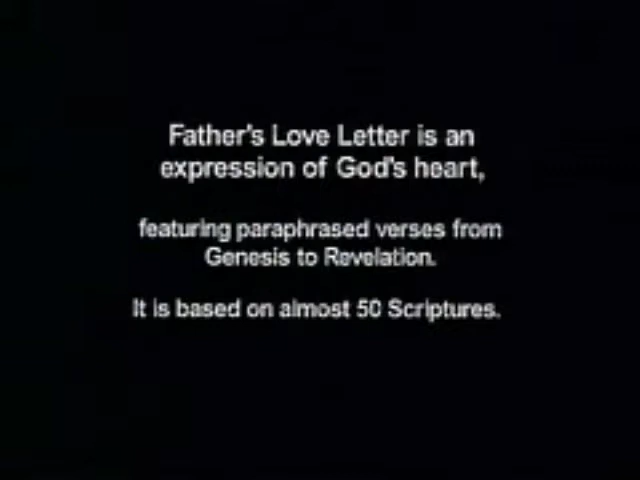 Father's Love Letter is an
expression of God's heart,
featuring paraphrased verses from
Genesis to Revelation.
It is based on almost 50 Scriptures.